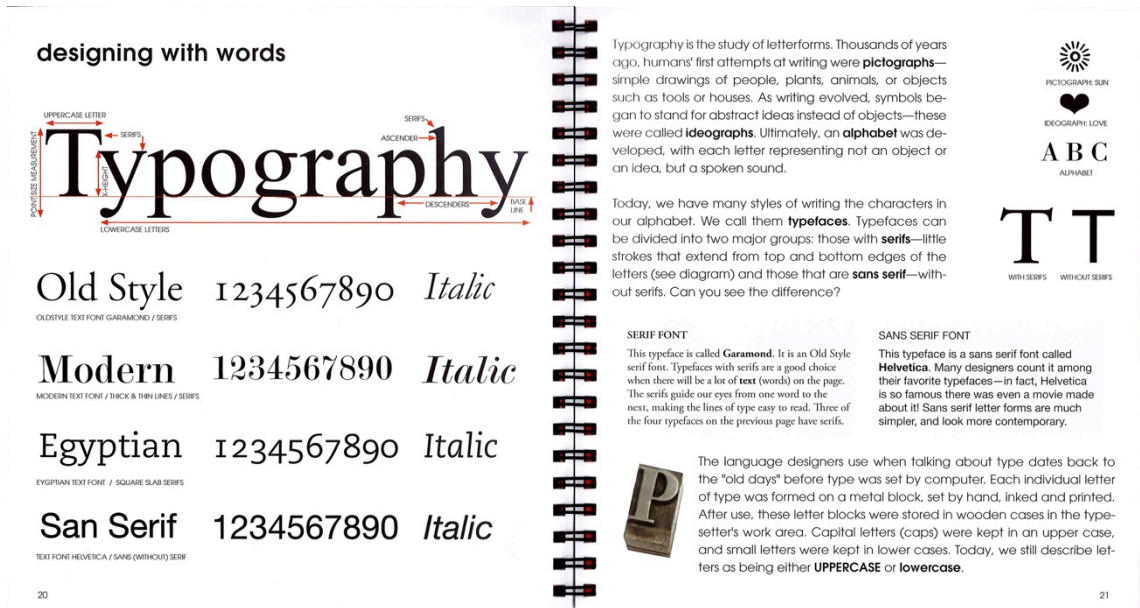 designing with words
UPPERCASE LETTER
SERIFS
SERIFS
ASCENDER
POINT SIZE MEASUREMENT
X-HEIGHT
Typography
DESCENDERS
BASE
LINE
LOWERCASE LETTERS
Old Style 1234567890 Italic
OLDSTYLE TEXT FONT GARAMOND / SERIFS
Modern 1234567890 Italic
MODERN TEXT FONT / THICK & THIN LINES / SERIFS
Egyptian 1234567890 Italic
EYGPTIAN TEXT FONT / SQUARE SLAB SERIFS
San Serif 1234567890 Italic
TEXT FONT HELVETICA / SANS (WITHOUT) SERIF
20
Typography is the study of letterforms. Thousands of years
ago, humans' first attempts at writing were pictographs—
simple drawings of people, plants, animals, or objects
such as tools or houses. As writing evolved, symbols be-
gan to stand for abstract ideas instead of objects—these
were called ideographs. Ultimately, an alphabet was de-
veloped, with each letter representing not an object or
an idea, but a spoken sound.
PICTOGRAPH: SUN
IDEOGRAPH: LOVE
A B C
ALPHABET
Today, we have many styles of writing the characters in
our alphabet. We call them typefaces. Typefaces can
be divided into two major groups: those with serifs—little
strokes that extend from top and bottom edges of the
letters (see diagram) and those that are sans serif—with-
out serifs. Can you see the difference?
T T
WITH SERIFS WITHOUT SERIFS
SERIF FONT
This typeface is called Garamond. It is an Old Style
serif font. Typefaces with serifs are a good choice
when there will be a lot of text (words) on the page.
The serifs guide our eyes from one word to the
next, making the lines of type easy to read. Three of
the four typefaces on the previous page have serifs.
SANS SERIF FONT
This typeface is a sans serif font called
Helvetica. Many designers count it among
their favorite typefaces—in fact, Helvetica
is so famous there was even a movie made
about it! Sans serif letter forms are much
simpler, and look more contemporary.
P
The language designers use when talking about type dates back to
the "old days" before type was set by computer. Each individual letter
of type was formed on a metal block, set by hand, inked and printed.
After use, these letter blocks were stored in wooden cases in the type-
setter's work area. Capital letters (caps) were kept in an upper case,
and small letters were kept in lower cases. Today, we still describe let-
ters as being either UPPERCASE or lowercase.
21